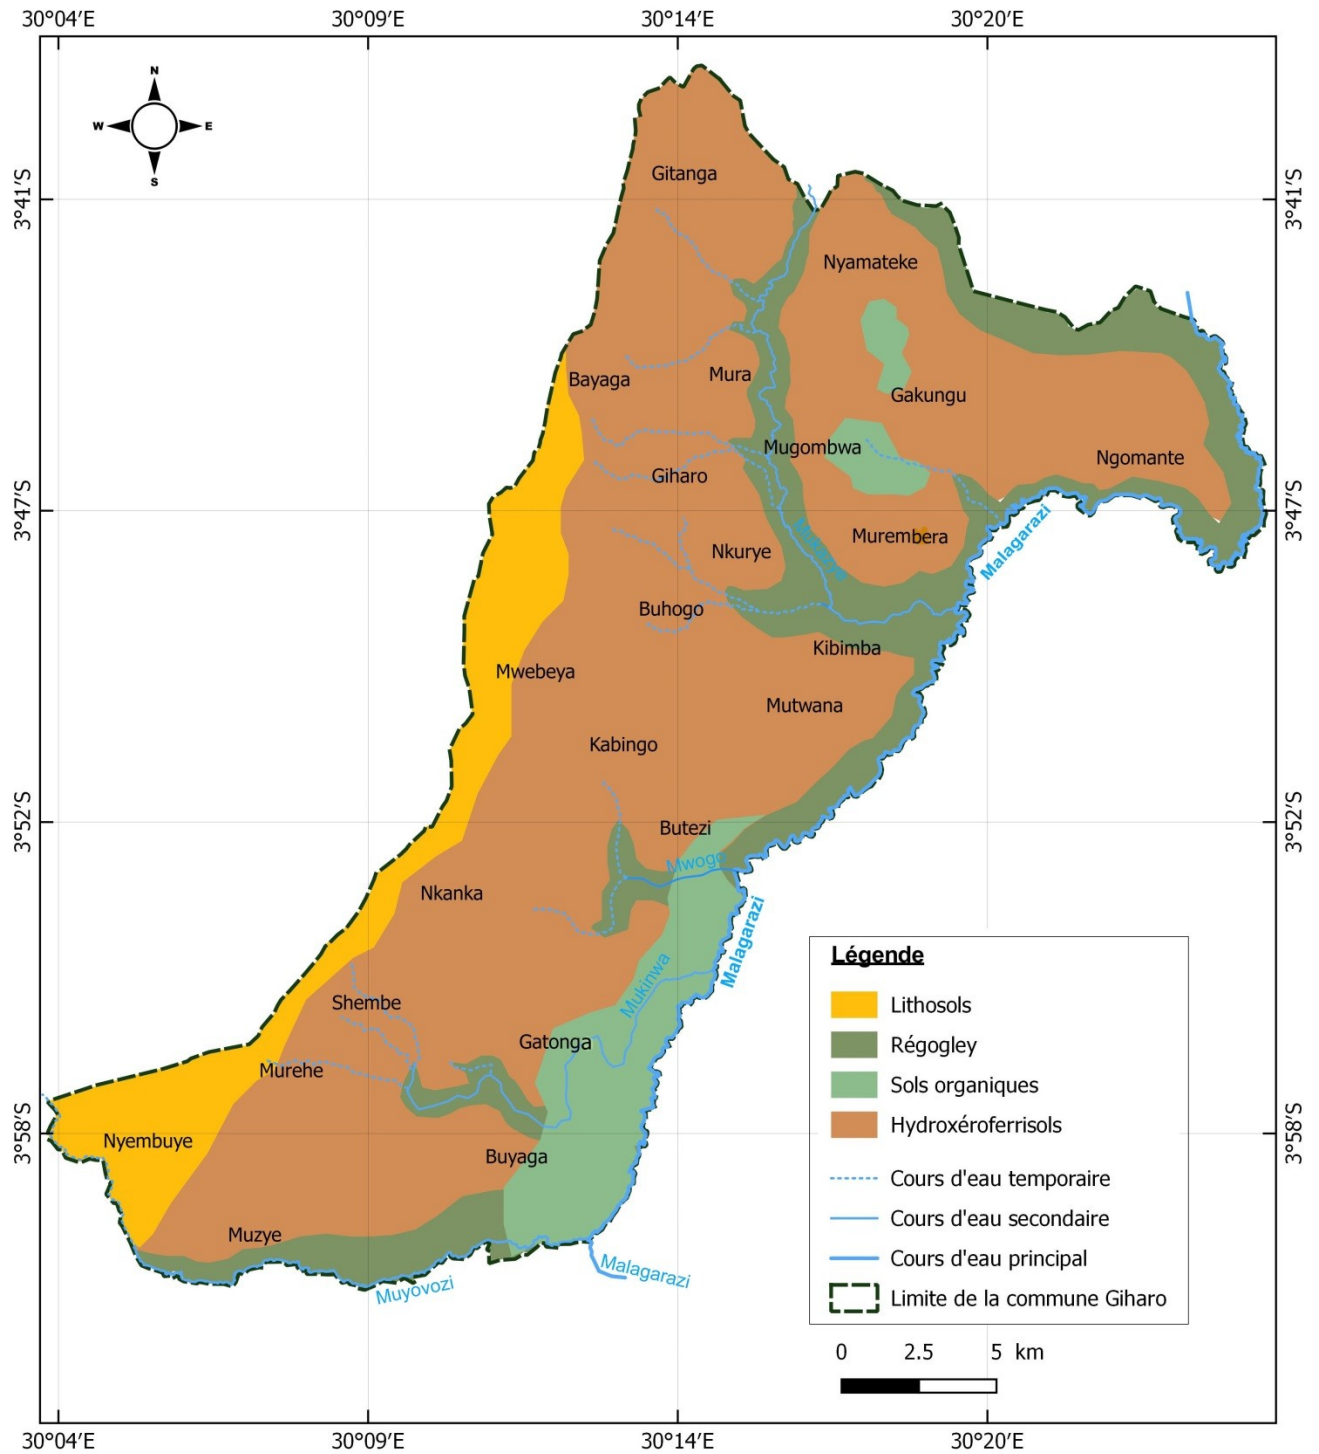 30°04′E 30°09′E 30°14′E 30°20′E
N
W E
S
3°41′S 3°41′S
Gitanga
Nyamateke
Bayaga
Mura
Gakungu
Mugombwa
Ngomante
Giharo
3°47′S 3°47′S
Murembera
Malagarazi
Nkurye
Buhogo
Kibimba
Mwebeya
Mutwana
Kabingo
3°52′S 3°52′S
Butezi
Mwogo
Nkanka
Malagarazi
Mukinwa
Shembe
Gatonga
Murehe
3°58′S 3°58′S
Nyembuye
Buyaga
Muzye
Malagarazi
Muyovozi
Légende
Lithosols
Régogley
Sols organiques
Hydroxéroferrisols
Cours d'eau temporaire
Cours d'eau secondaire
Cours d'eau principal
Limite de la commune Giharo
0 2.5 5 km
30°04′E 30°09′E 30°14′E 30°20′E